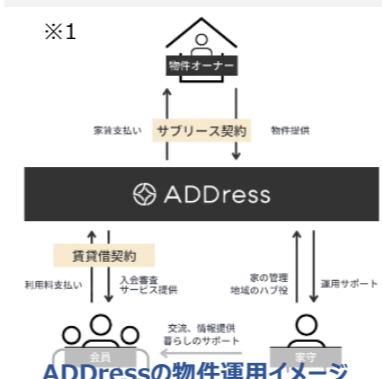 ※1
物件オーナー
家賃支払い
サブリース契約
物件提供
ADDress
賃貸借契約
利用料支払い
入会審査
サービス提供
家の管理
地域のハブ役
運用サポート
交流、情報提供
暮らしのサポート
会員
家守
ADDressの物件運用イメージ